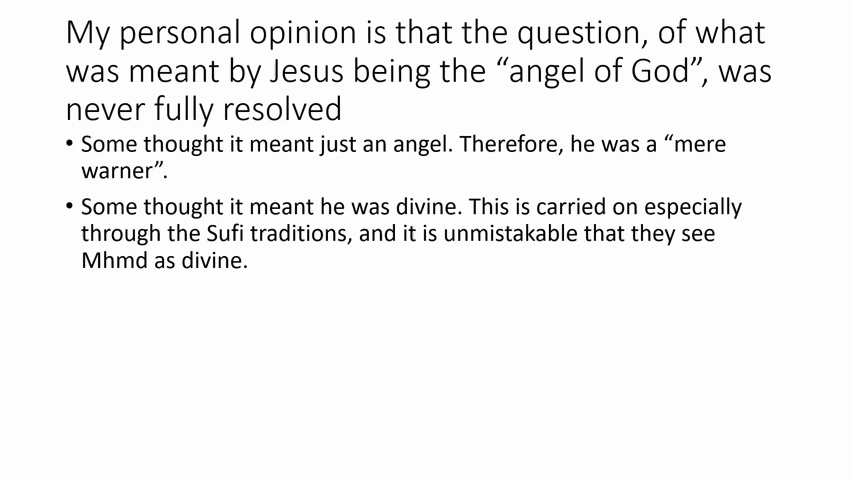 My personal opinion is that the question, of what
was meant by Jesus being the “angel of God”, was
never fully resolved
• Some thought it meant just an angel. Therefore, he was a “mere
warner”.
• Some thought it meant he was divine. This is carried on especially
through the Sufi traditions, and it is unmistakable that they see
Mhmd as divine.